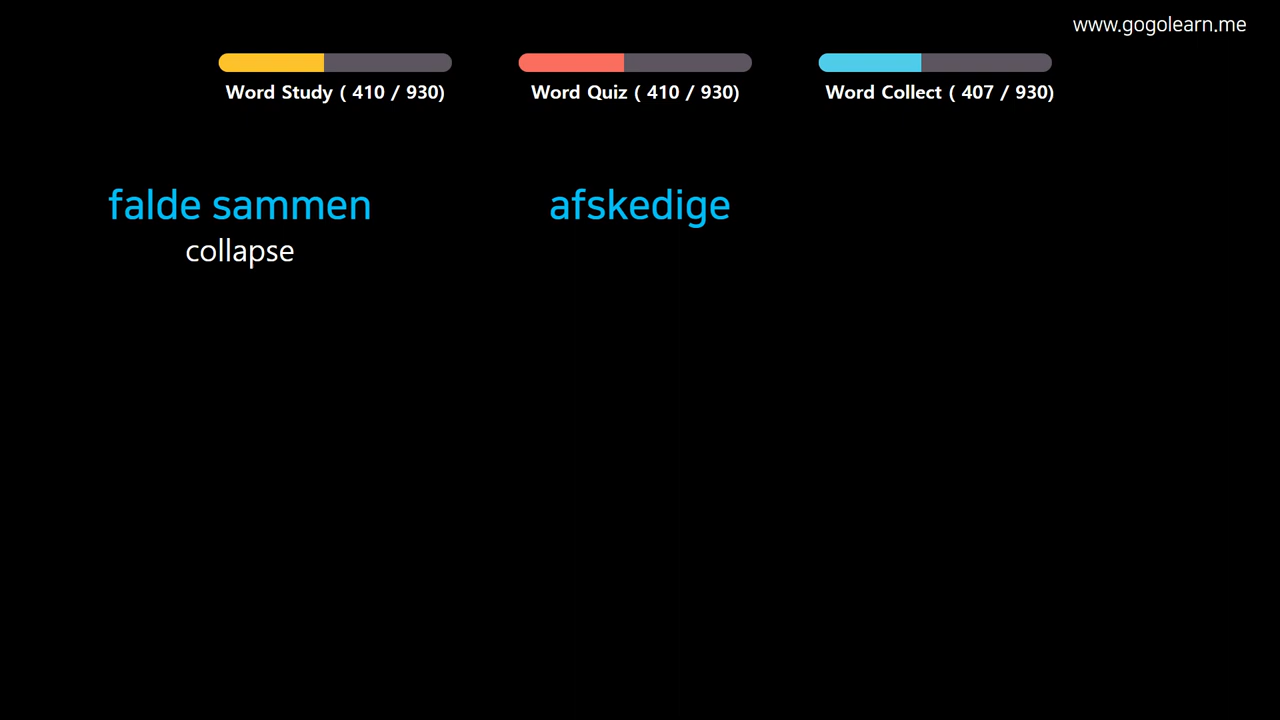 www.gogolearn.me
Word Study ( 410 / 930)
Word Quiz ( 410 / 930)
Word Collect ( 407 / 930)
falde sammen
collapse
afskedige